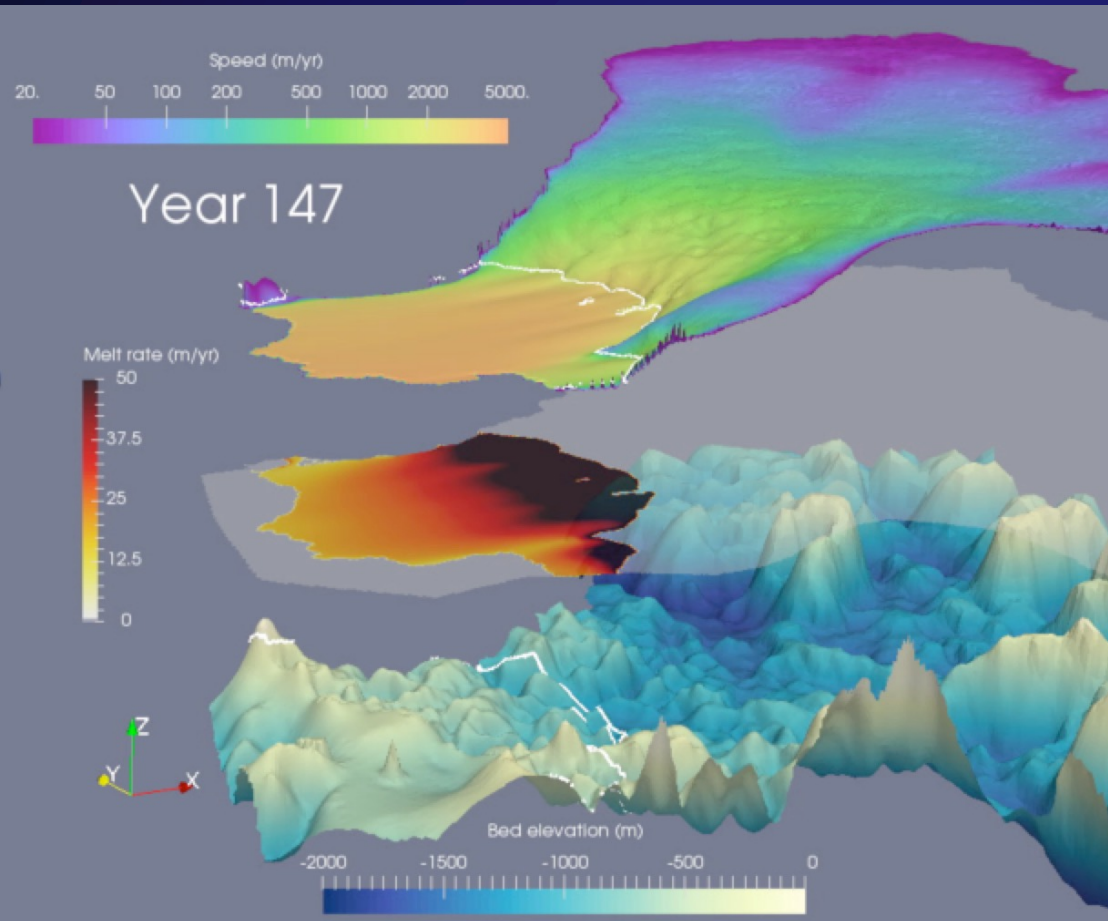 Speed (m/yr)
20. 50 100 200 500 1000 2000 5000.
Year 147
Melt rate (m/yr)
50
37.5
25
12.5
0
Z
Y
X
Bed elevation (m)
-2000 -1500 -1000 -500 0